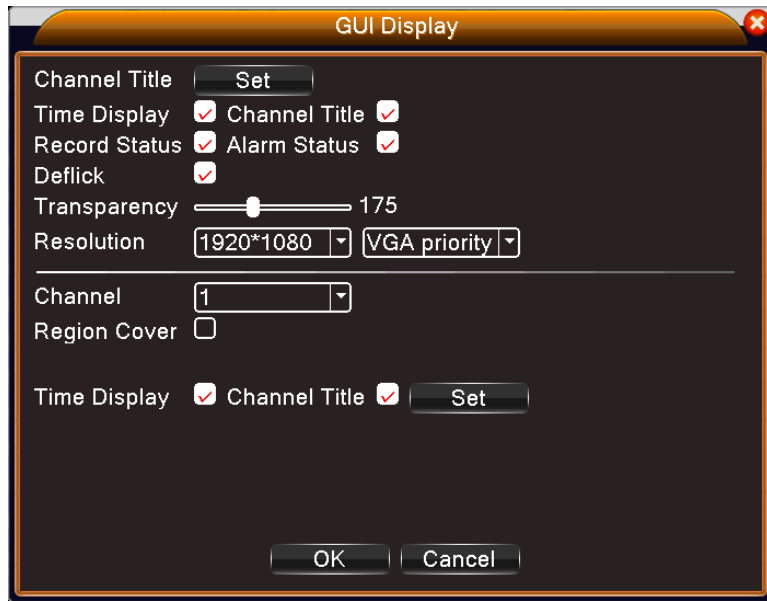 GUI Display
Channel Title Set
Time Display Channel Title
Record Status Alarm Status
Deflick
Transparency 175
Resolution 1920*1080 VGA priority
Channel 1
Region Cover
Time Display Channel Title Set
OK Cancel